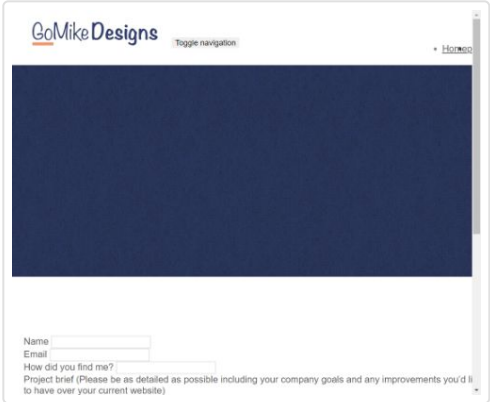 GoMike Designs
Toggle navigation
Name
Email
How did you find me?
Project brief (Please be as detailed as possible including your company goals and any improvements you'd
to have over your current website)